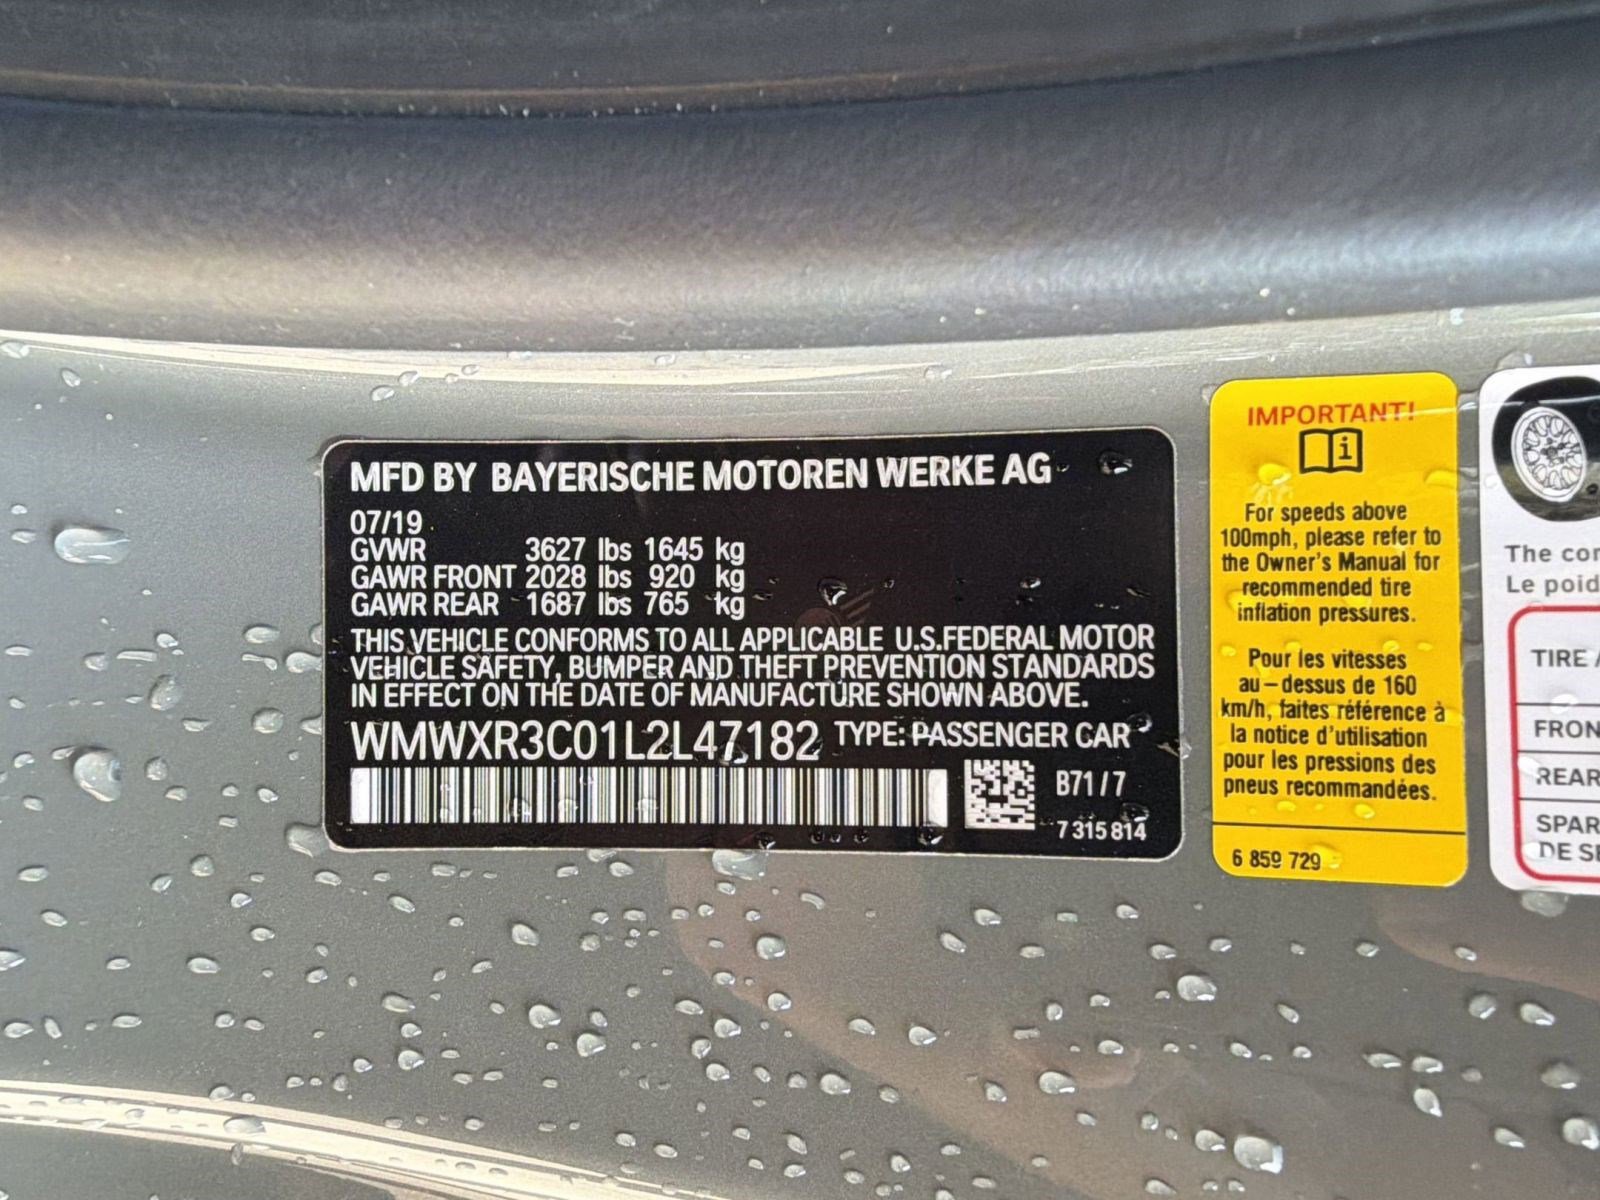 MFD BY BAYERISCHE MOTOREN WERKE AG
07/19
GVWR 3627 lbs 1645 kg
GAWR FRONT 2028 lbs 920 kg
GAWR REAR 1687 lbs 765 kg
THIS VEHICLE CONFORMS TO ALL APPLICABLE U.S.FEDERAL MOTOR
VEHICLE SAFETY, BUMPER AND THEFT PREVENTION STANDARDS
IN EFFECT ON THE DATE OF MANUFACTURE SHOWN ABOVE.
WMWXR3C01L2L47182 TYPE: PASSENGER CAR
B71/7
7 315 814
IMPORTANT!
i
For speeds above
100mph, please refer to
the Owner's Manual for
recommended tire
inflation pressures.
Pour les vitesses
au-dessus de 160
km/h, faites référence à
la notice d'utilisation
pour les pressions des
pneus recommandées.
6 859 729
The com
Le poid
TIRE /
FRON
REAR
SPAR
DE SE